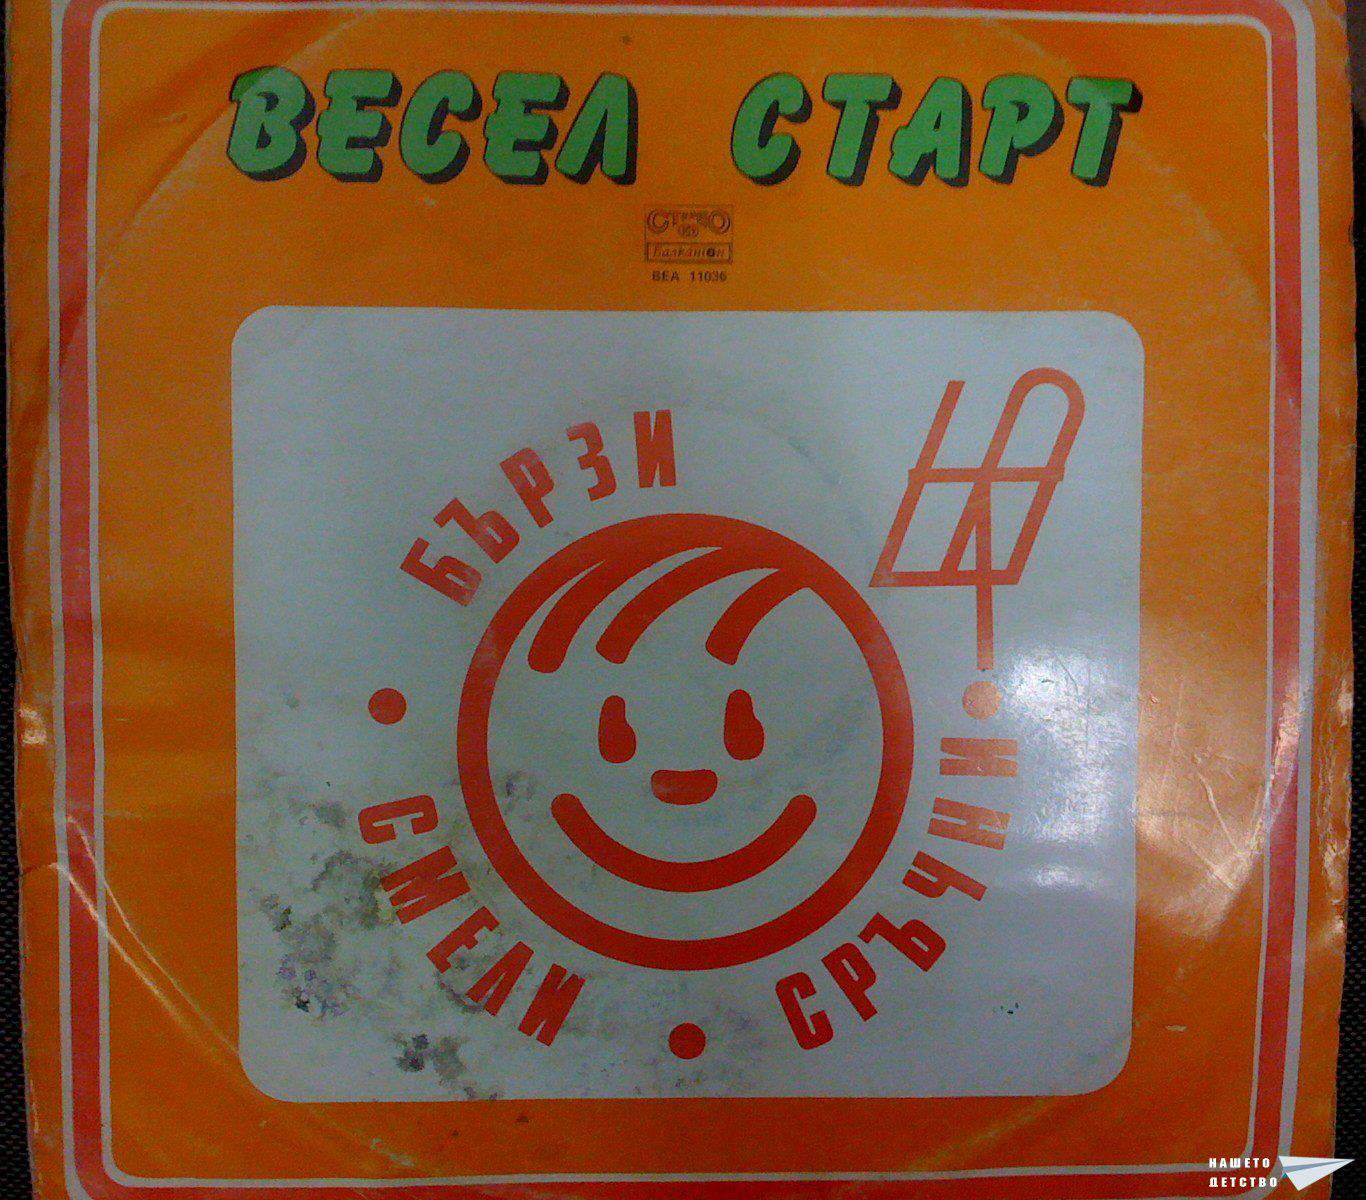 ВЕСЕЛ СТАРТ
СТЕРЕО
Балкантон
ВЕА 11036
БЪРЗИ
• СМЕЛИ • СРЪЧНИ •
НАШЕТО
ДЕТСТВО